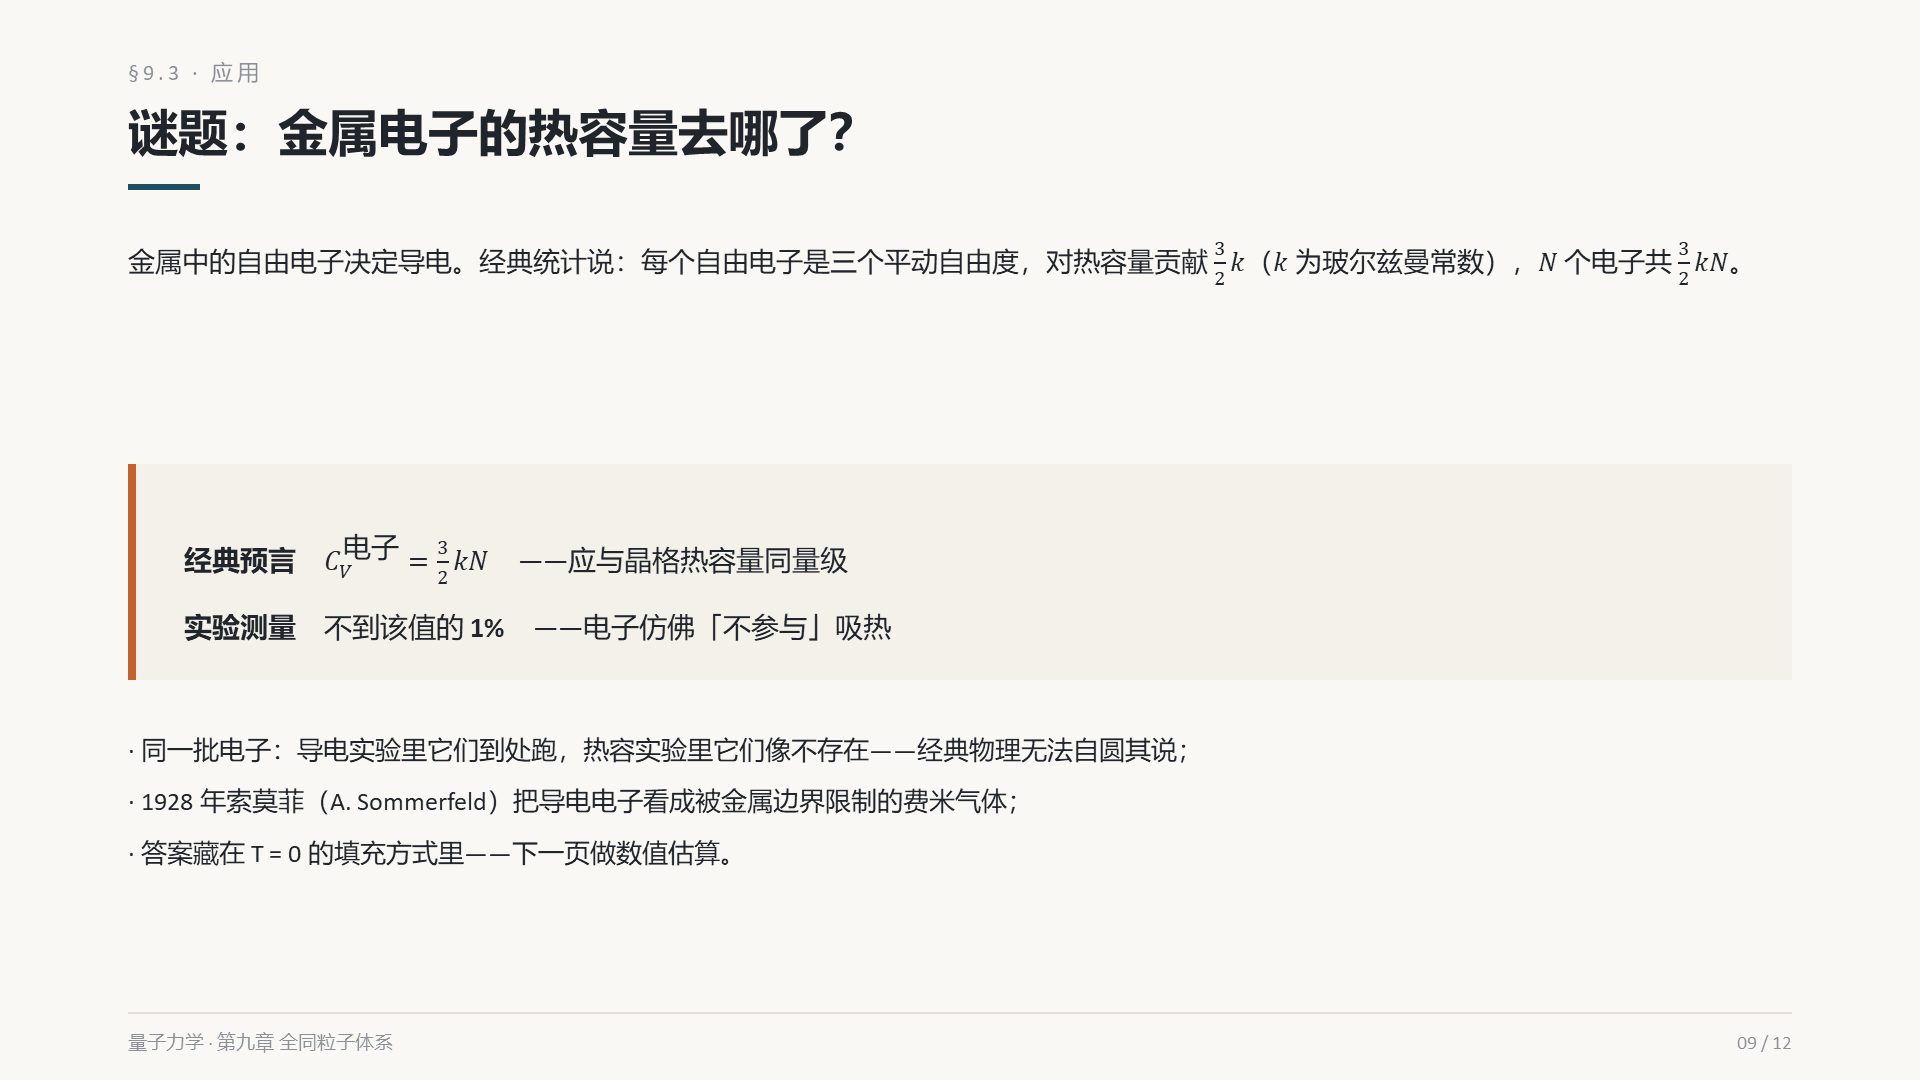 §9.3 · 应用
谜题：金属电子的热容量去哪了？
金属中的自由电子决定导电。经典统计说：每个自由电子是三个平动自由度，对热容量贡献 3/2 k（k 为玻尔兹曼常数），N 个电子共 3/2 kN。
经典预言 C_V^电子 = 3/2 kN ——应与晶格热容量同量级
实验测量 不到该值的 1% ——电子仿佛「不参与」吸热
· 同一批电子：导电实验里它们到处跑，热容实验里它们像不存在——经典物理无法自圆其说；
· 1928 年索莫菲（A. Sommerfeld）把导电电子看成被金属边界限制的费米气体；
· 答案藏在 T = 0 的填充方式里——下一页做数值估算。
量子力学 · 第九章 全同粒子体系
09 / 12